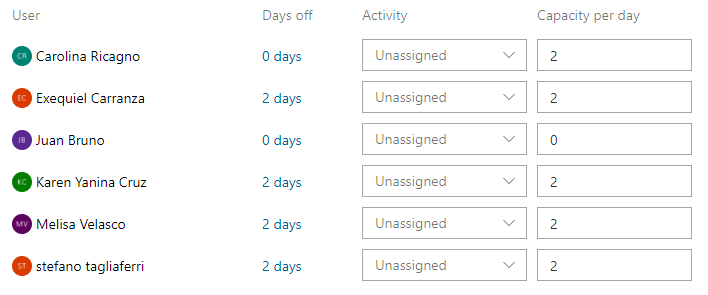 User Days off Activity Capacity per day
CR Carolina Ricagno 0 days Unassigned 2
EC Exequiel Carranza 2 days Unassigned 2
JB Juan Bruno 0 days Unassigned 0
KC Karen Yanina Cruz 2 days Unassigned 2
MV Melisa Velasco 2 days Unassigned 2
ST stefano tagliaferri 2 days Unassigned 2